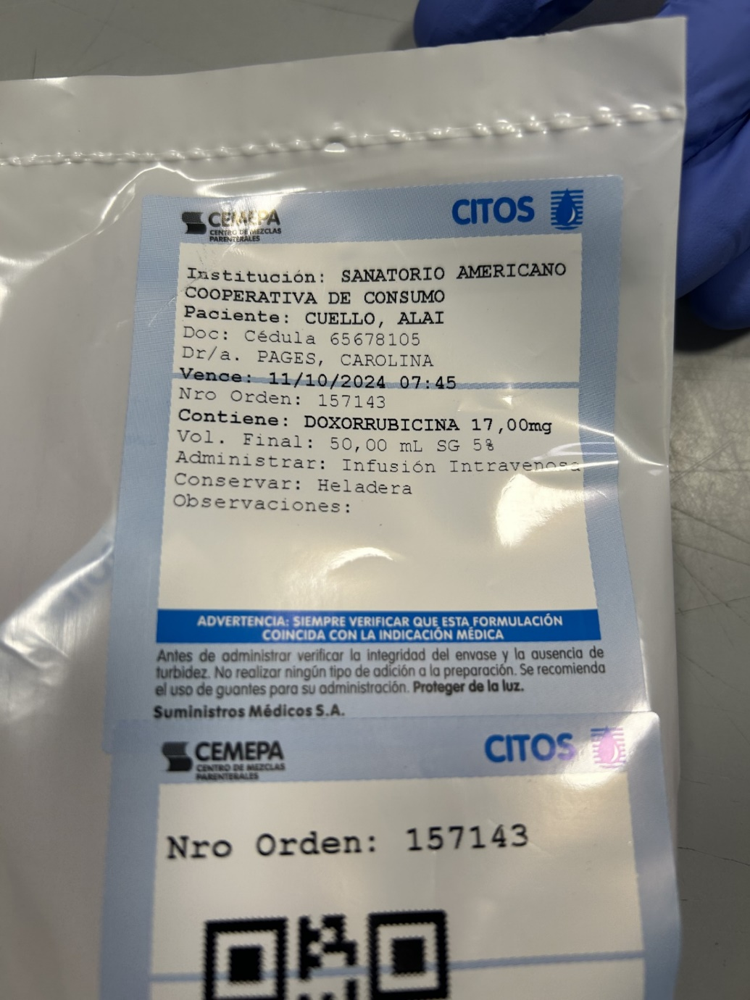 CEMEPA
CENTRO DE MEZCLAS
PARENTERALES
CITOS
Institución: SANATORIO AMERICANO
COOPERATIVA DE CONSUMO
Paciente: CUELLO, ALAI
Doc: Cédula 65678105
Dr/a. PAGES, CAROLINA
Vence: 11/10/2024 07:45
Nro Orden: 157143
Contiene: DOXORRUBICINA 17,00mg
Vol. Final: 50,00 mL SG 5%
Administrar: Infusión Intravenosa
Conservar: Heladera
Observaciones:
ADVERTENCIA: SIEMPRE VERIFICAR QUE ESTA FORMULACIÓN
COINCIDA CON LA INDICACIÓN MÉDICA
Antes de administrar verificar la integridad del envase y la ausencia de
turbidez. No realizar ningún tipo de adición a la preparación. Se recomienda
el uso de guantes para su administración. Proteger de la luz.
Suministros Médicos S.A.
CEMEPA
CENTRO DE MEZCLAS
PARENTERALES
CITOS
Nro Orden: 157143